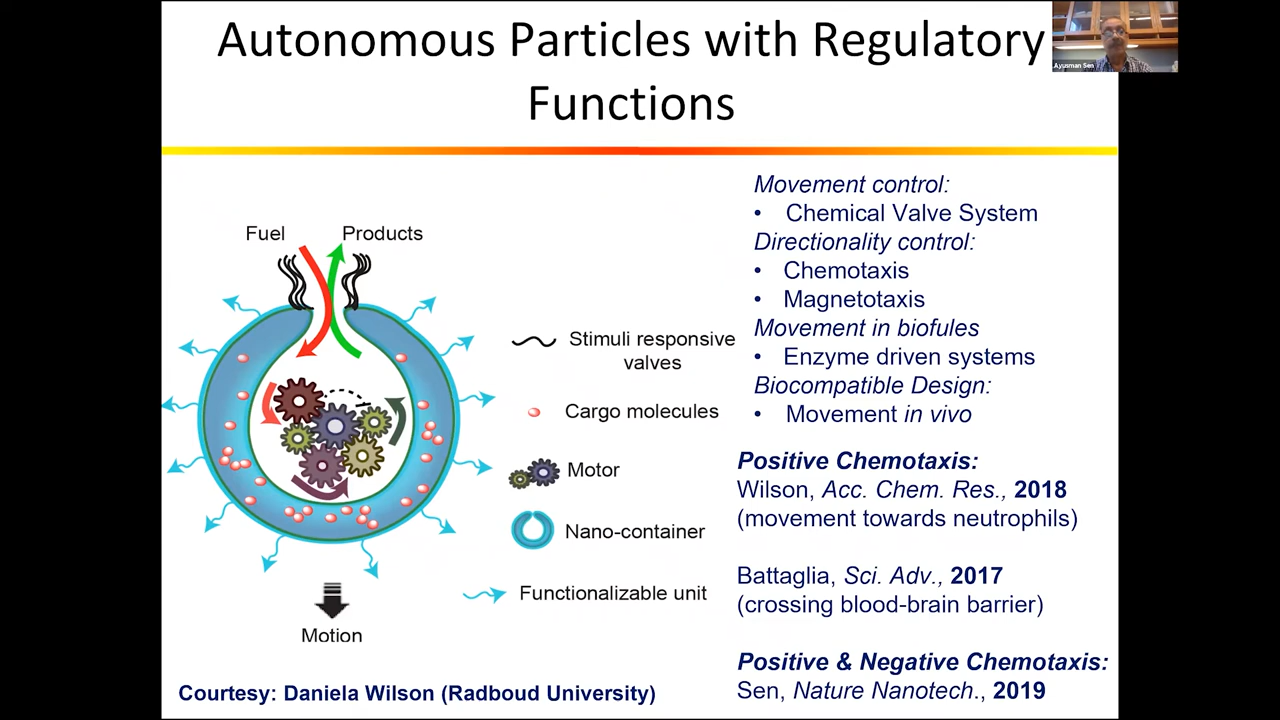 Autonomous Particles with Regulatory
Functions
Ayusman Sen
Fuel
Products
Stimuli responsive
valves
Cargo molecules
Motor
Nano-container
Functionalizable unit
Motion
Courtesy: Daniela Wilson (Radboud University)
Movement control:
• Chemical Valve System
Directionality control:
• Chemotaxis
• Magnetotaxis
Movement in biofules
• Enzyme driven systems
Biocompatible Design:
• Movement in vivo
Positive Chemotaxis:
Wilson, Acc. Chem. Res., 2018
(movement towards neutrophils)
Battaglia, Sci. Adv., 2017
(crossing blood-brain barrier)
Positive & Negative Chemotaxis:
Sen, Nature Nanotech., 2019